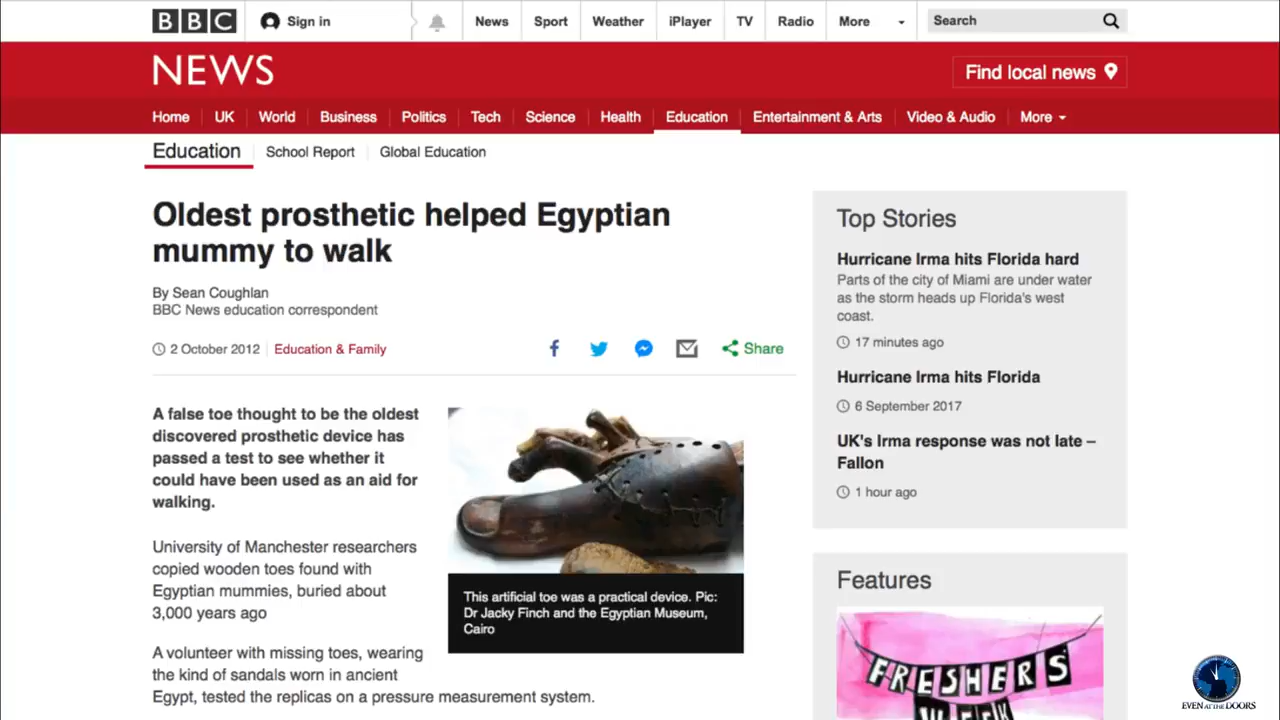 BBC
Sign in
News
Sport
Weather
iPlayer
TV
Radio
More
Search
NEWS
Find local news
Home
UK
World
Business
Politics
Tech
Science
Health
Education
Entertainment & Arts
Video & Audio
More
Education
School Report
Global Education
Oldest prosthetic helped Egyptian
mummy to walk
By Sean Coughlan
BBC News education correspondent
2 October 2012
Education & Family
Share
A false toe thought to be the oldest
discovered prosthetic device has
passed a test to see whether it
could have been used as an aid for
walking.
University of Manchester researchers
copied wooden toes found with
Egyptian mummies, buried about
3,000 years ago
A volunteer with missing toes, wearing
the kind of sandals worn in ancient
Egypt, tested the replicas on a pressure measurement system.
This artificial toe was a practical device. Pic:
Dr Jacky Finch and the Egyptian Museum,
Cairo
Top Stories
Hurricane Irma hits Florida hard
Parts of the city of Miami are under water
as the storm heads up Florida's west
coast.
17 minutes ago
Hurricane Irma hits Florida
6 September 2017
UK's Irma response was not late –
Fallon
1 hour ago
Features
FRESHERS
WEEK
EVEN AT THE DOORS